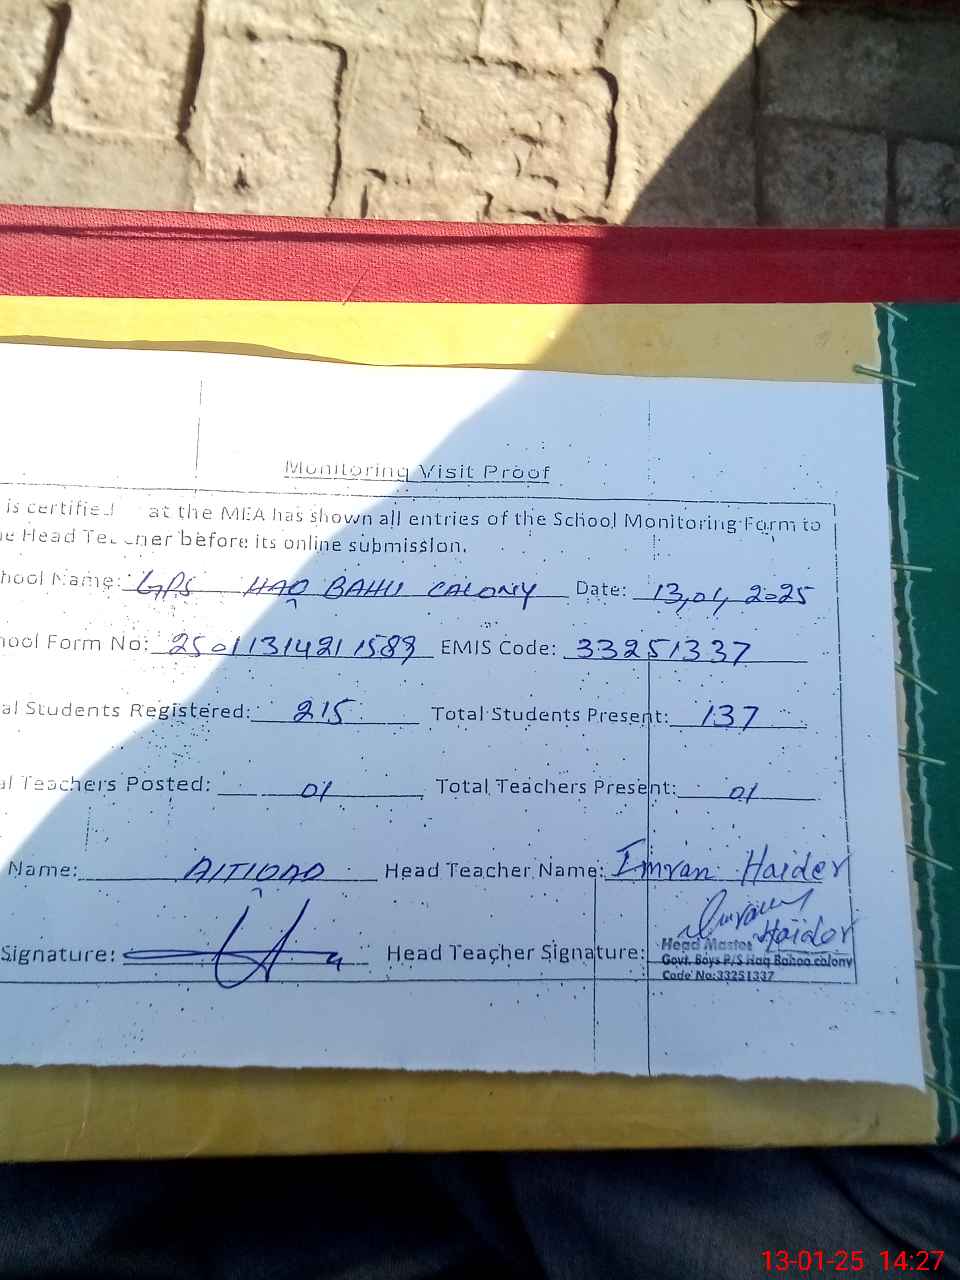 Monitoring Visit Proof
is certified at the MEA has shown all entries of the School Monitoring Form to
Head Teacher before its online submission.
hool Name: GPS HAQ BAHU CALONY Date: 13,01,2025
hool Form No: 25011314211583 EMIS Code: 33251337
al Students Registered: 215 Total Students Present: 137
al Teachers Posted: 01 Total Teachers Present: 01
Name: Head Teacher Name: Imran Haider
Signature: Head Teacher Signature: Imran Haider
Head Master
Govt. Boys P/S Haq Bahoo colony
Code No:33251337
13-01-25 14:27